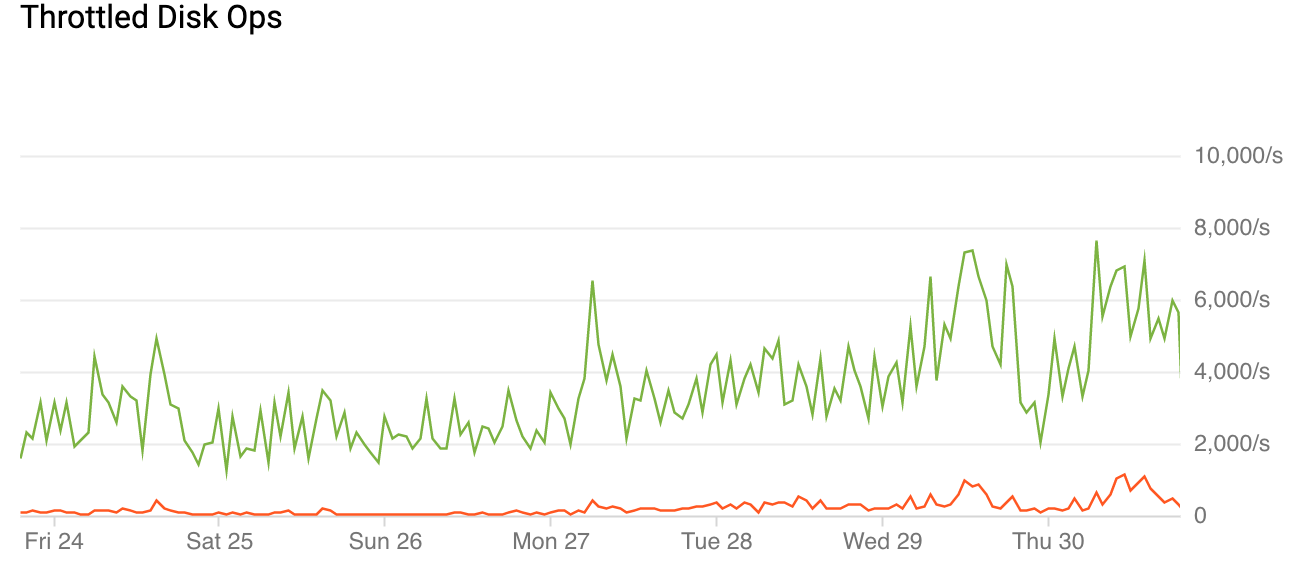 Throttled Disk Ops
10,000/s
8,000/s
6,000/s
4,000/s
2,000/s
0
Fri 24 Sat 25 Sun 26 Mon 27 Tue 28 Wed 29 Thu 30